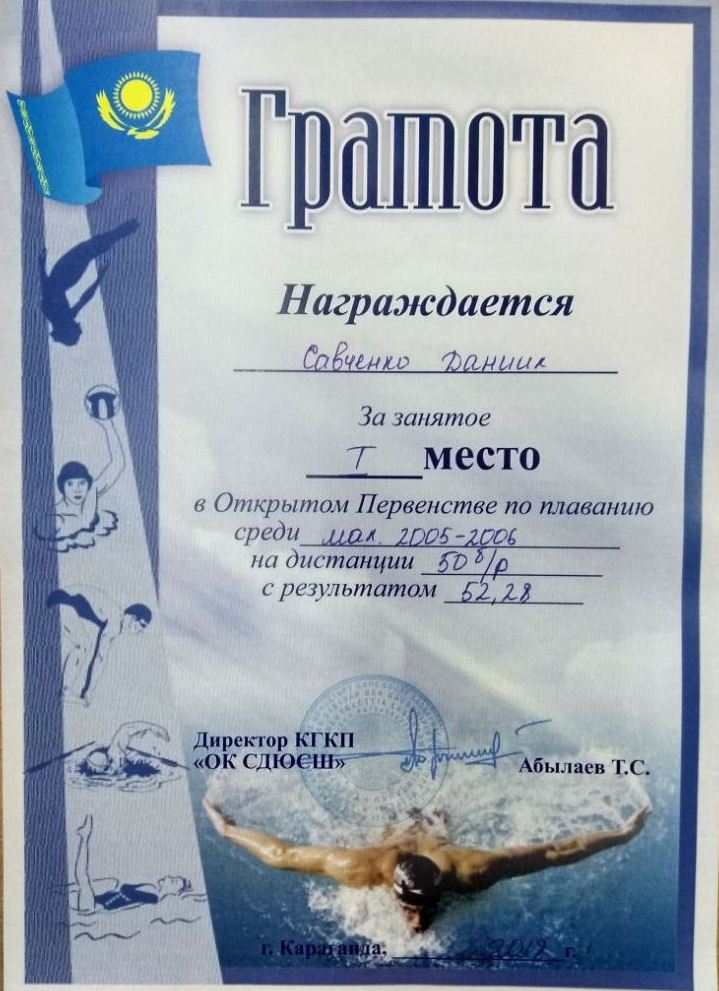 Грамота
Награждается
Савченко Даниил
За занятое
I место
в Открытом Первенстве по плаванию
среди мал. 2005-2006
на дистанции 50 б/р
с результатом 52,28
Директор КГКП
«ОК СДЮСШ»
Абылаев Т.С.
г. Караганда, 2018 г.